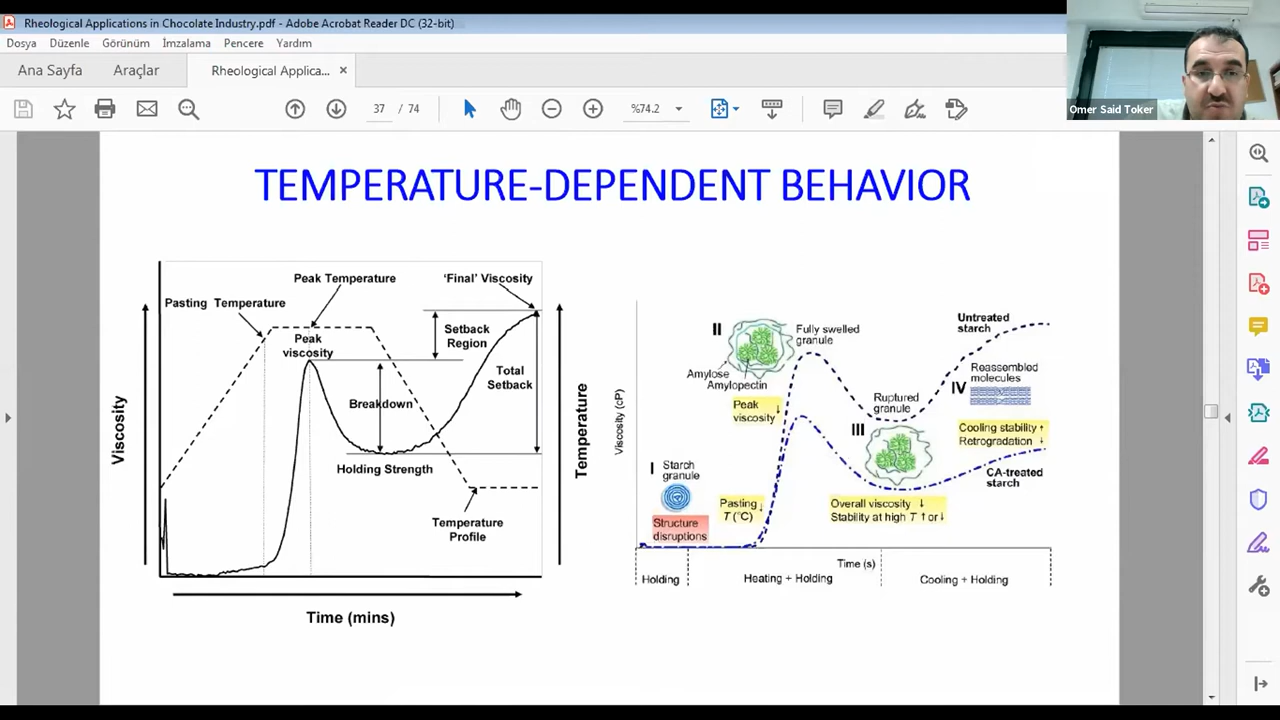 Rheological Applications in Chocolate Industry.pdf - Adobe Acrobat Reader DC (32-bit)
Dosya Düzenle Görünüm İmzalama Pencere Yardım
Ana Sayfa Araçlar Rheological Applica... ×
37 / 74 %74.2
Omer Said Toker
TEMPERATURE-DEPENDENT BEHAVIOR
Peak Temperature
'Final' Viscosity
Pasting Temperature
Peak
viscosity
Setback
Region
Total
Setback
Breakdown
Holding Strength
Temperature
Profile
Viscosity
Temperature
Time (mins)
Viscosity (cP)
II
Fully swelled
granule
Untreated
starch
Amylose
Amylopectin
Peak
viscosity ↓
Ruptured
granule
IV
Reassembled
molecules
III
Cooling stability ↑
Retrogradation ↓
I Starch
granule
CA-treated
starch
Structure
disruptions
Pasting ↓
T (°C)
Overall viscosity ↓
Stability at high T ↑ or ↓
Time (s)
Holding
Heating + Holding
Cooling + Holding